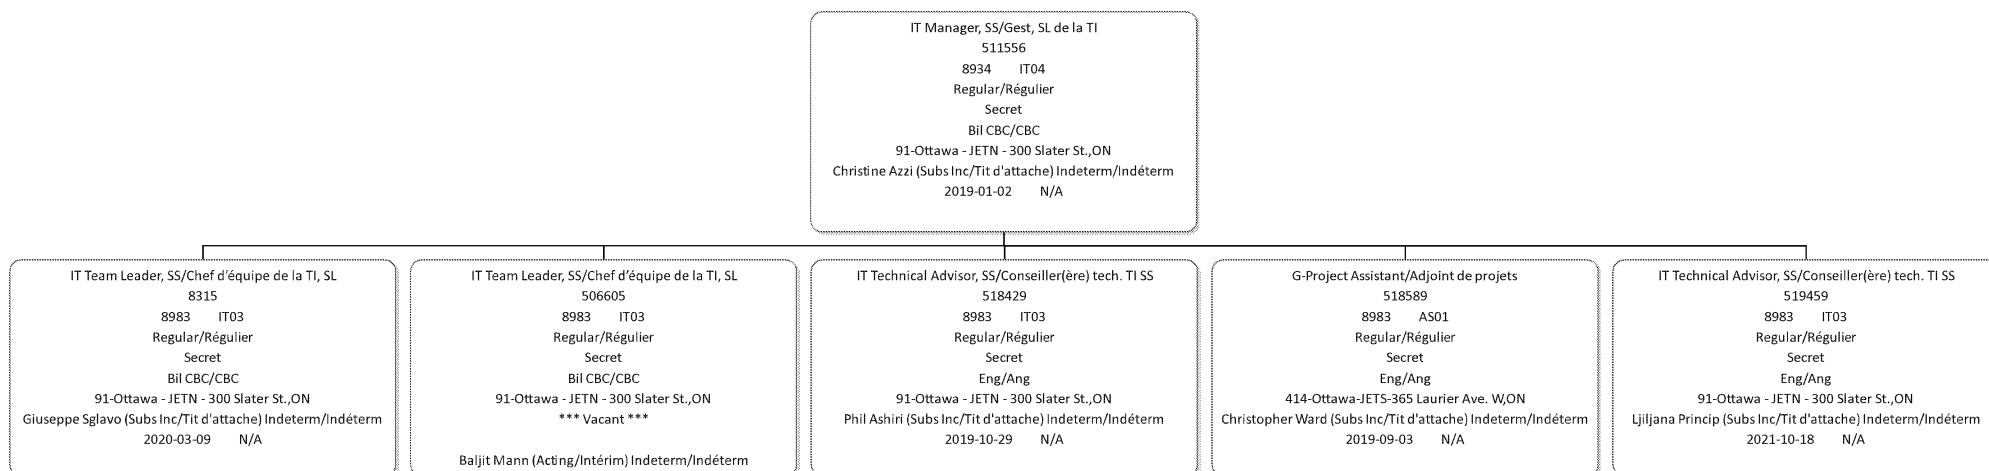 IT Manager, SS/Gest, SL de la TI
511556
8934 IT04
Regular/Régulier
Secret
Bil CBC/CBC
91-Ottawa - JETN - 300 Slater St.,ON
Christine Azzi (Subs Inc/Tit d'attache) Indeterm/Indéterm
2019-01-02 N/A
IT Team Leader, SS/Chef d’équipe de la TI, SL
8315
8983 IT03
Regular/Régulier
Secret
Bil CBC/CBC
91-Ottawa - JETN - 300 Slater St.,ON
Giuseppe Sglavo (Subs Inc/Tit d'attache) Indeterm/Indéterm
2020-03-09 N/A
IT Team Leader, SS/Chef d’équipe de la TI, SL
506605
8983 IT03
Regular/Régulier
Secret
Bil CBC/CBC
91-Ottawa - JETN - 300 Slater St.,ON
*** Vacant ***
Baljit Mann (Acting/Intérim) Indeterm/Indéterm
IT Technical Advisor, SS/Conseiller(ère) tech. TI SS
518429
8983 IT03
Regular/Régulier
Secret
Eng/Ang
91-Ottawa - JETN - 300 Slater St.,ON
Phil Ashiri (Subs Inc/Tit d'attache) Indeterm/Indéterm
2019-10-29 N/A
G-Project Assistant/Adjoint de projets
518589
8983 AS01
Regular/Régulier
Secret
Eng/Ang
414-Ottawa-JETS-365 Laurier Ave. W,ON
Christopher Ward (Subs Inc/Tit d'attache) Indeterm/Indéterm
2019-09-03 N/A
IT Technical Advisor, SS/Conseiller(ère) tech. TI SS
519459
8983 IT03
Regular/Régulier
Secret
Eng/Ang
91-Ottawa - JETN - 300 Slater St.,ON
Ljiljana Princip (Subs Inc/Tit d'attache) Indeterm/Indéterm
2021-10-18 N/A